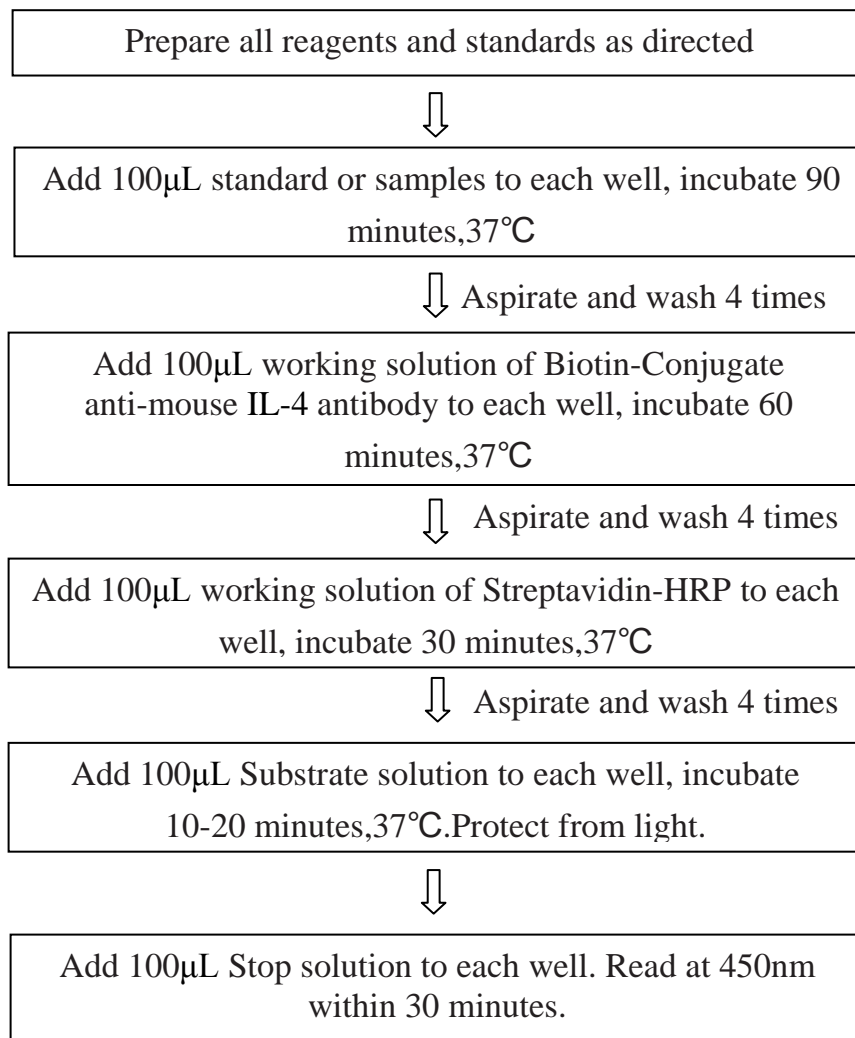 Prepare all reagents and standards as directed
Add 100μL standard or samples to each well, incubate 90
minutes,37℃
Aspirate and wash 4 times
Add 100μL working solution of Biotin-Conjugate
anti-mouse IL-4 antibody to each well, incubate 60
minutes,37℃
Aspirate and wash 4 times
Add 100μL working solution of Streptavidin-HRP to each
well, incubate 30 minutes,37℃
Aspirate and wash 4 times
Add 100μL Substrate solution to each well, incubate
10-20 minutes,37℃.Protect from light.
Add 100μL Stop solution to each well. Read at 450nm
within 30 minutes.